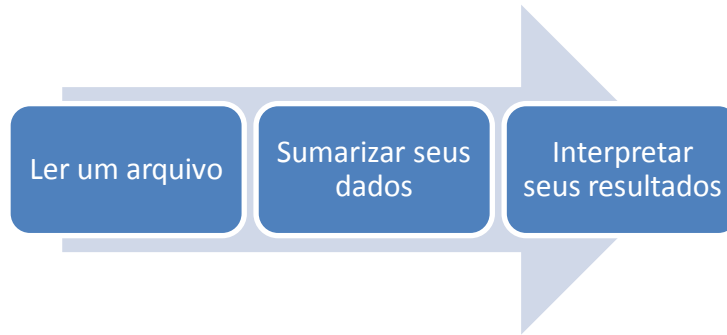 Ler um arquivo
Sumarizar seus
dados
Interpretar
seus resultados